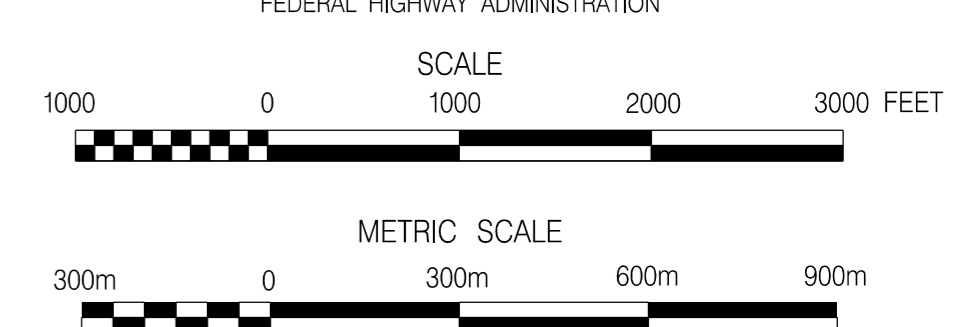 FEDERAL HIGHWAY ADMINISTRATION
SCALE
1000 0 1000 2000 3000 FEET
METRIC SCALE
300m 0 300m 600m 900m